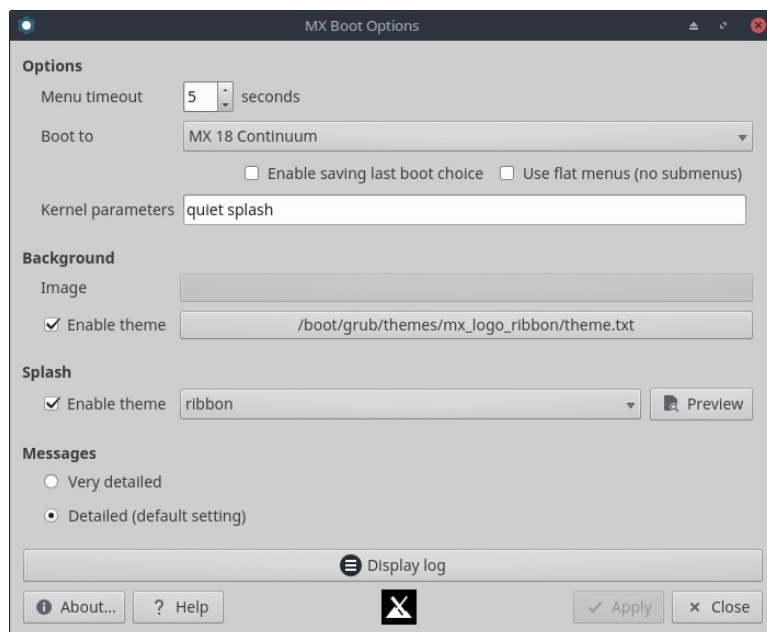 MX Boot Options
Options
Menu timeout 5 seconds
Boot to MX 18 Continuum
Enable saving last boot choice Use flat menus (no submenus)
Kernel parameters quiet splash
Background
Image
Enable theme /boot/grub/themes/mx_logo_ribbon/theme.txt
Splash
Enable theme ribbon Preview
Messages
Very detailed
Detailed (default setting)
Display log
About... ? Help Apply Close